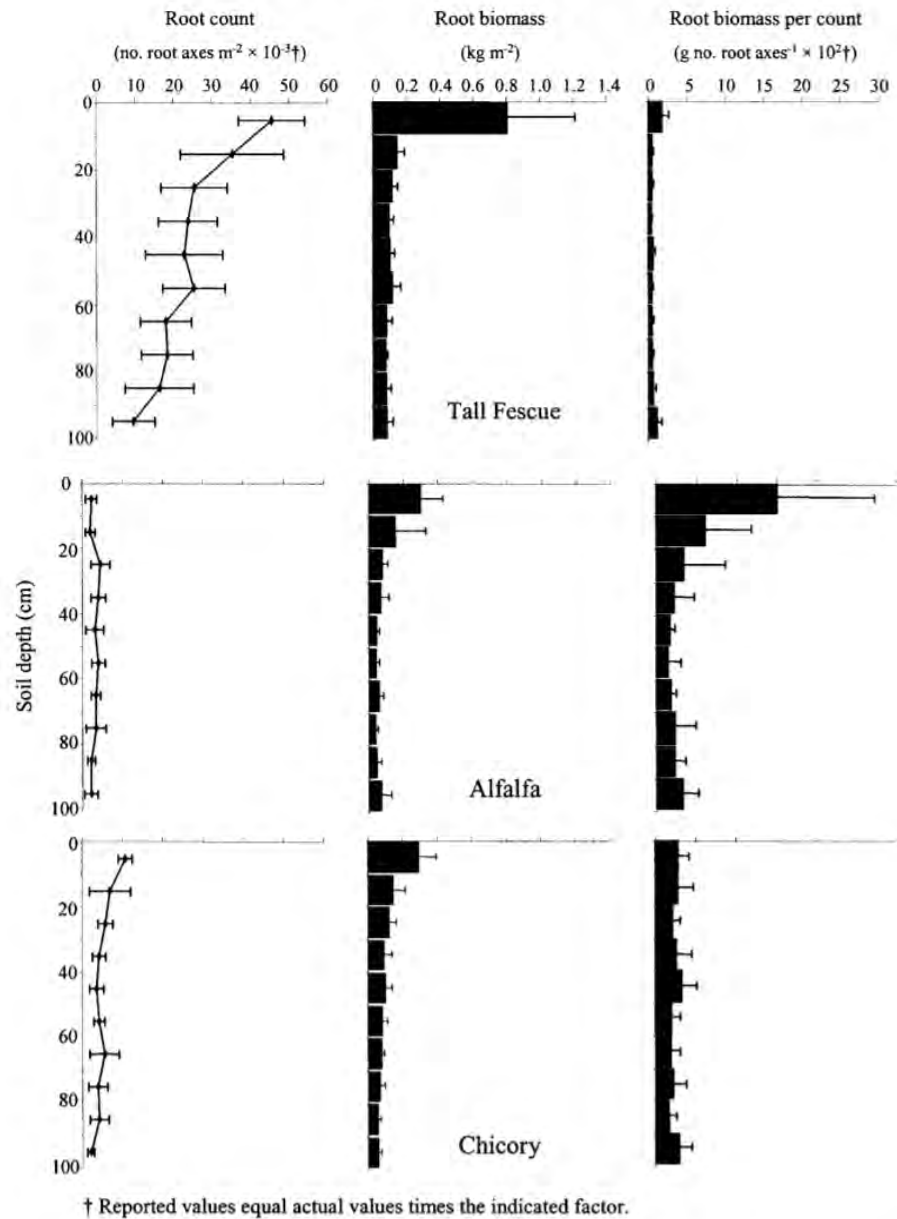 Root count Root biomass Root biomass per count
(no. root axes m⁻² × 10⁻³†) (kg m⁻²) (g no. root axes⁻¹ × 10²†)
0 10 20 30 40 50 60 0 0.2 0.4 0.6 0.8 1.0 1.2 1.4 0 5 10 15 20 25 30
0
20
40
60
80
100
Tall Fescue
Soil depth (cm)
0
20
40
60
80
100
Alfalfa
0
20
40
60
80
100
Chicory
† Reported values equal actual values times the indicated factor.